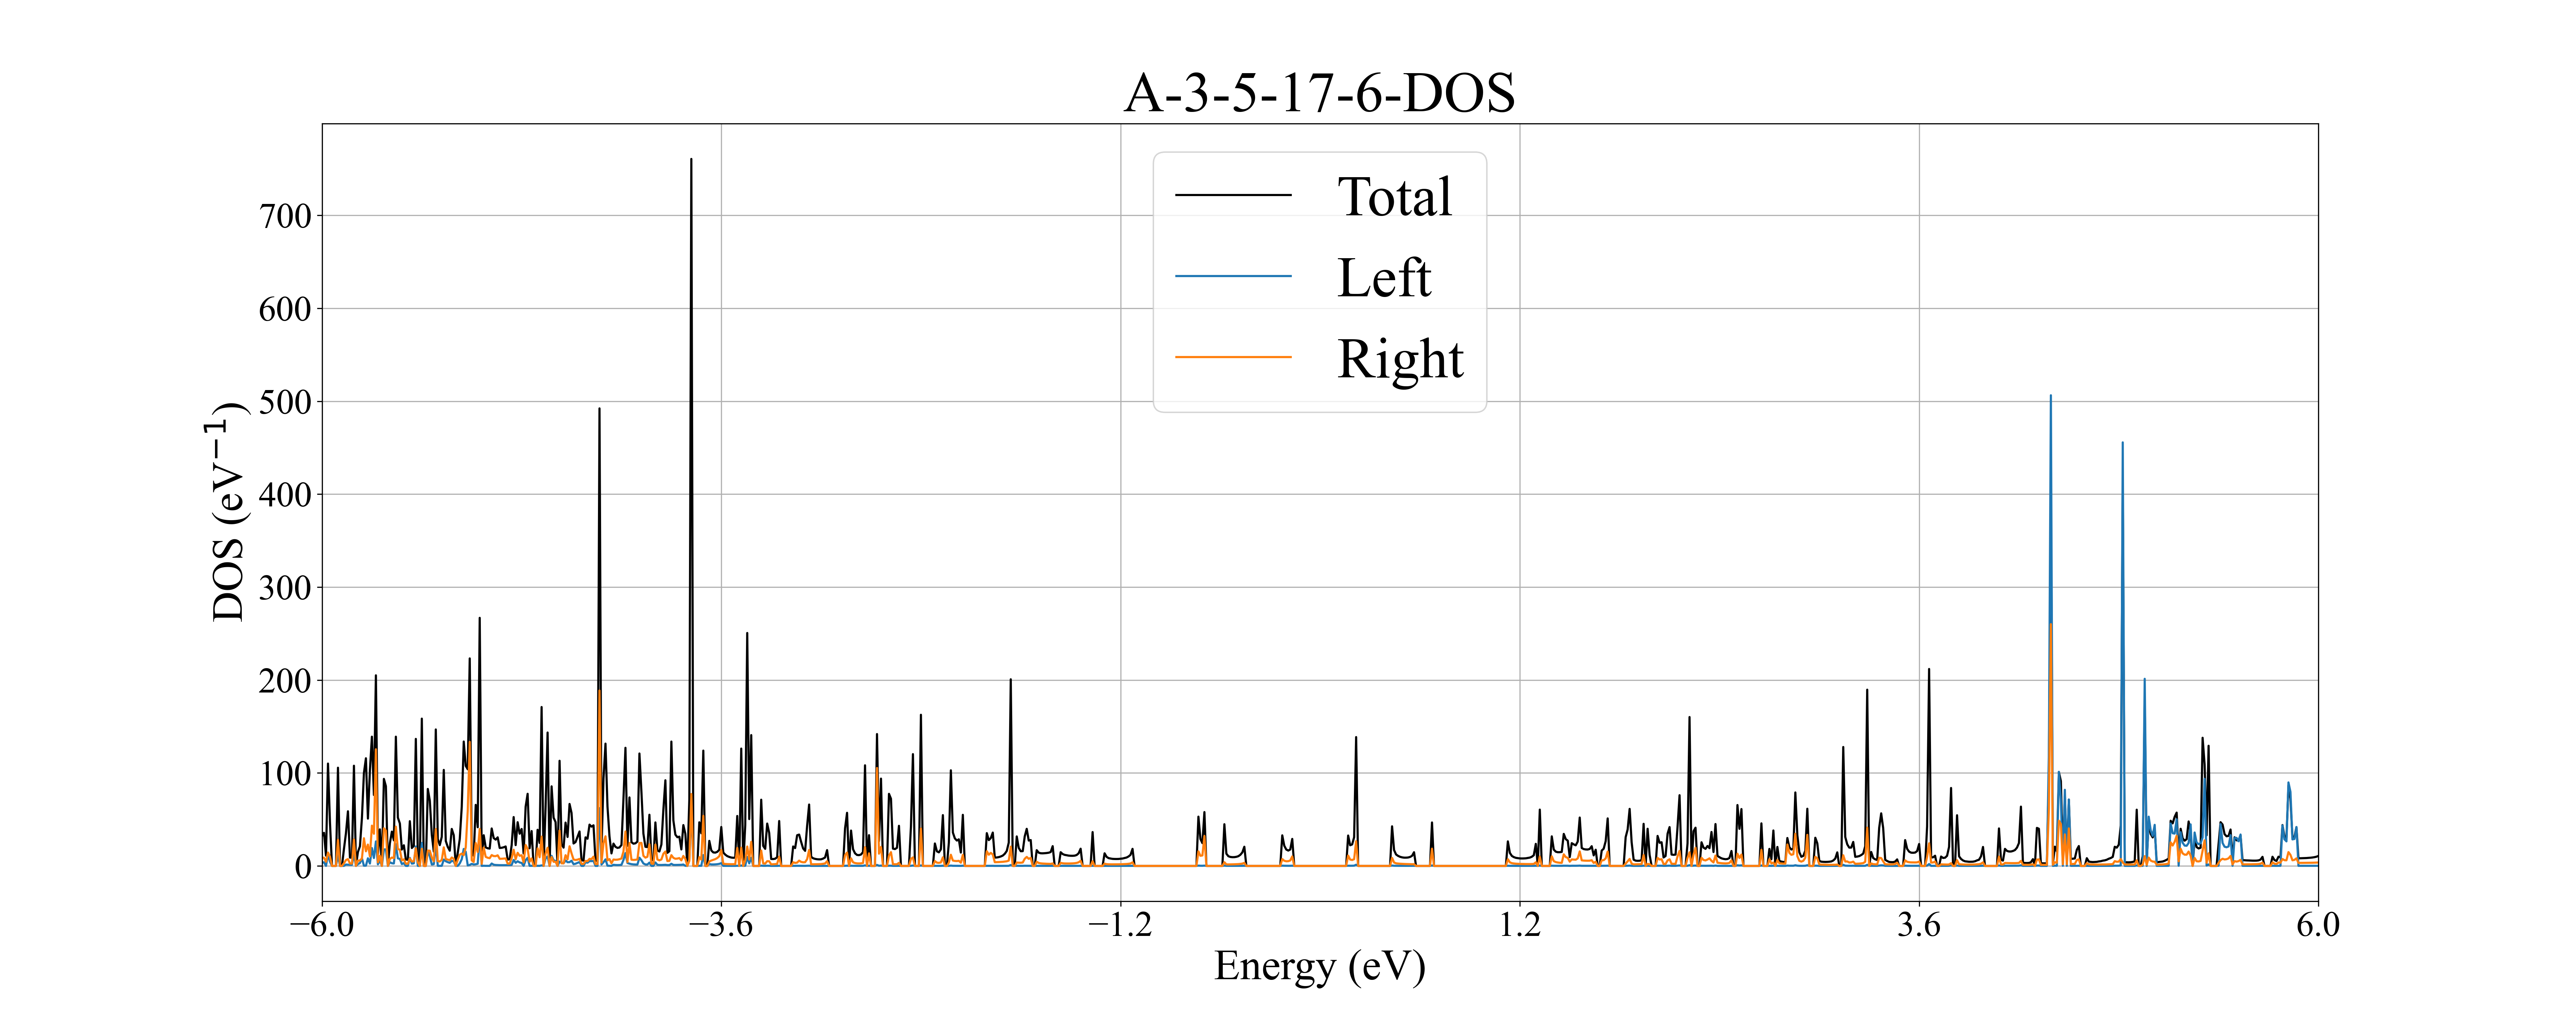 A-3-5-17-6-DOS
Total
Left
Right
DOS (eV⁻¹)
700
600
500
400
300
200
100
0
−6.0 −3.6 −1.2 1.2 3.6 6.0
Energy (eV)